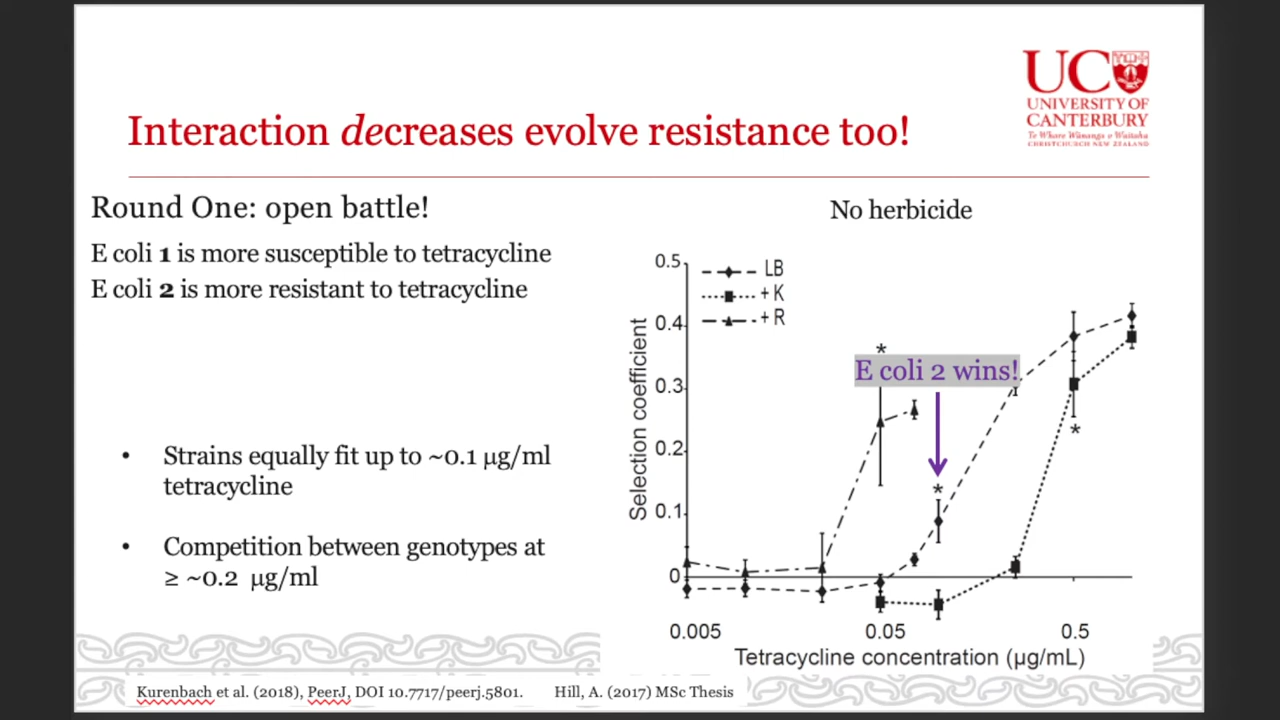 UC
UNIVERSITY OF
CANTERBURY
Te Whare Wānanga o Waitaha
CHRISTCHURCH NEW ZEALAND
Interaction decreases evolve resistance too!
Round One: open battle!
E coli 1 is more susceptible to tetracycline
E coli 2 is more resistant to tetracycline
• Strains equally fit up to ~0.1 µg/ml
tetracycline
• Competition between genotypes at
≥ ~0.2 µg/ml
No herbicide
LB
+ K
+ R
Selection coefficient
0.5
0.4
0.3
0.2
0.1
0
*
E coli 2 wins!
*
*
0.005
0.05
0.5
Tetracycline concentration (µg/mL)
Kurenbach et al. (2018), PeerJ, DOI 10.7717/peerj.5801. Hill, A. (2017) MSc Thesis